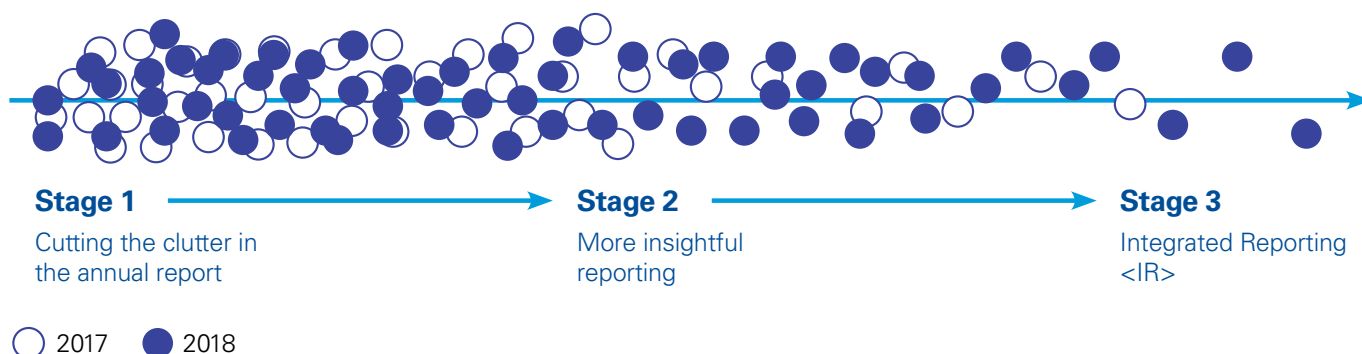 Stage 1
Cutting the clutter in
the annual report
Stage 2
More insightful
reporting
Stage 3
Integrated Reporting
<IR>
2017
2018